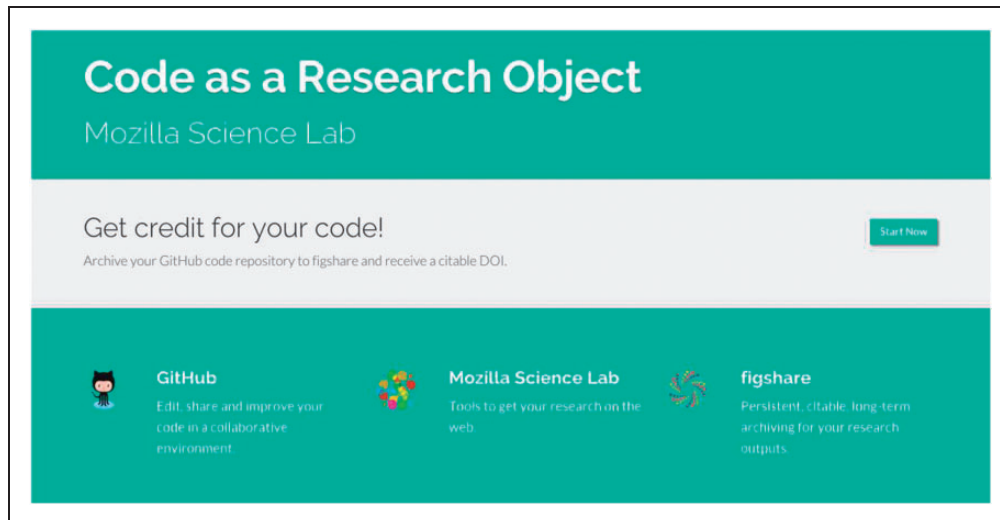 Code as a Research Object
Mozilla Science Lab
Get credit for your code!
Start Now
Archive your GitHub code repository to figshare and receive a citable DOI.
GitHub
Edit, share and improve your
code in a collaborative
environment.
Mozilla Science Lab
Tools to get your research on the
web.
figshare
Persistent, citable, long-term
archiving for your research
outputs.